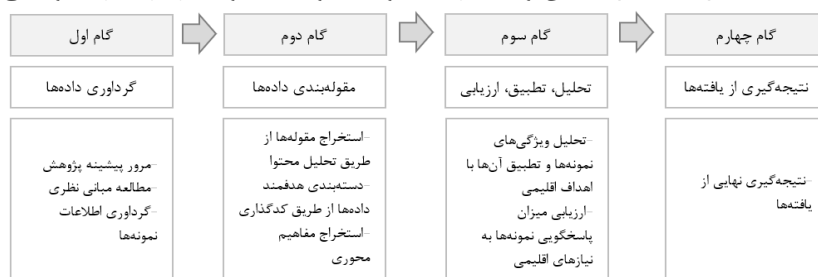 گام اول
گام دوم
گام سوم
گام چهارم
گردآوری داده‌ها
مقوله‌بندی داده‌ها
تحلیل، تطبیق، ارزیابی
نتیجه‌گیری از یافته‌ها
-مرور پیشینه پژوهش
-مطالعه مبانی نظری
-گرداوری اطلاعات
نمونه‌ها
-استخراج مقوله‌ها از
طریق تحلیل محتوا
-دسته‌بندی هدفمند
داده‌ها از طریق کدگذاری
-استخراج مفاهیم
محوری
-تحلیل ویژگی‌های
نمونه‌ها و تطبیق آن‌ها با
اهداف اقلیمی
-ارزیابی میزان
پاسخگویی نمونه‌ها به
نیازهای اقلیمی
-نتیجه‌گیری نهایی از
یافته‌ها